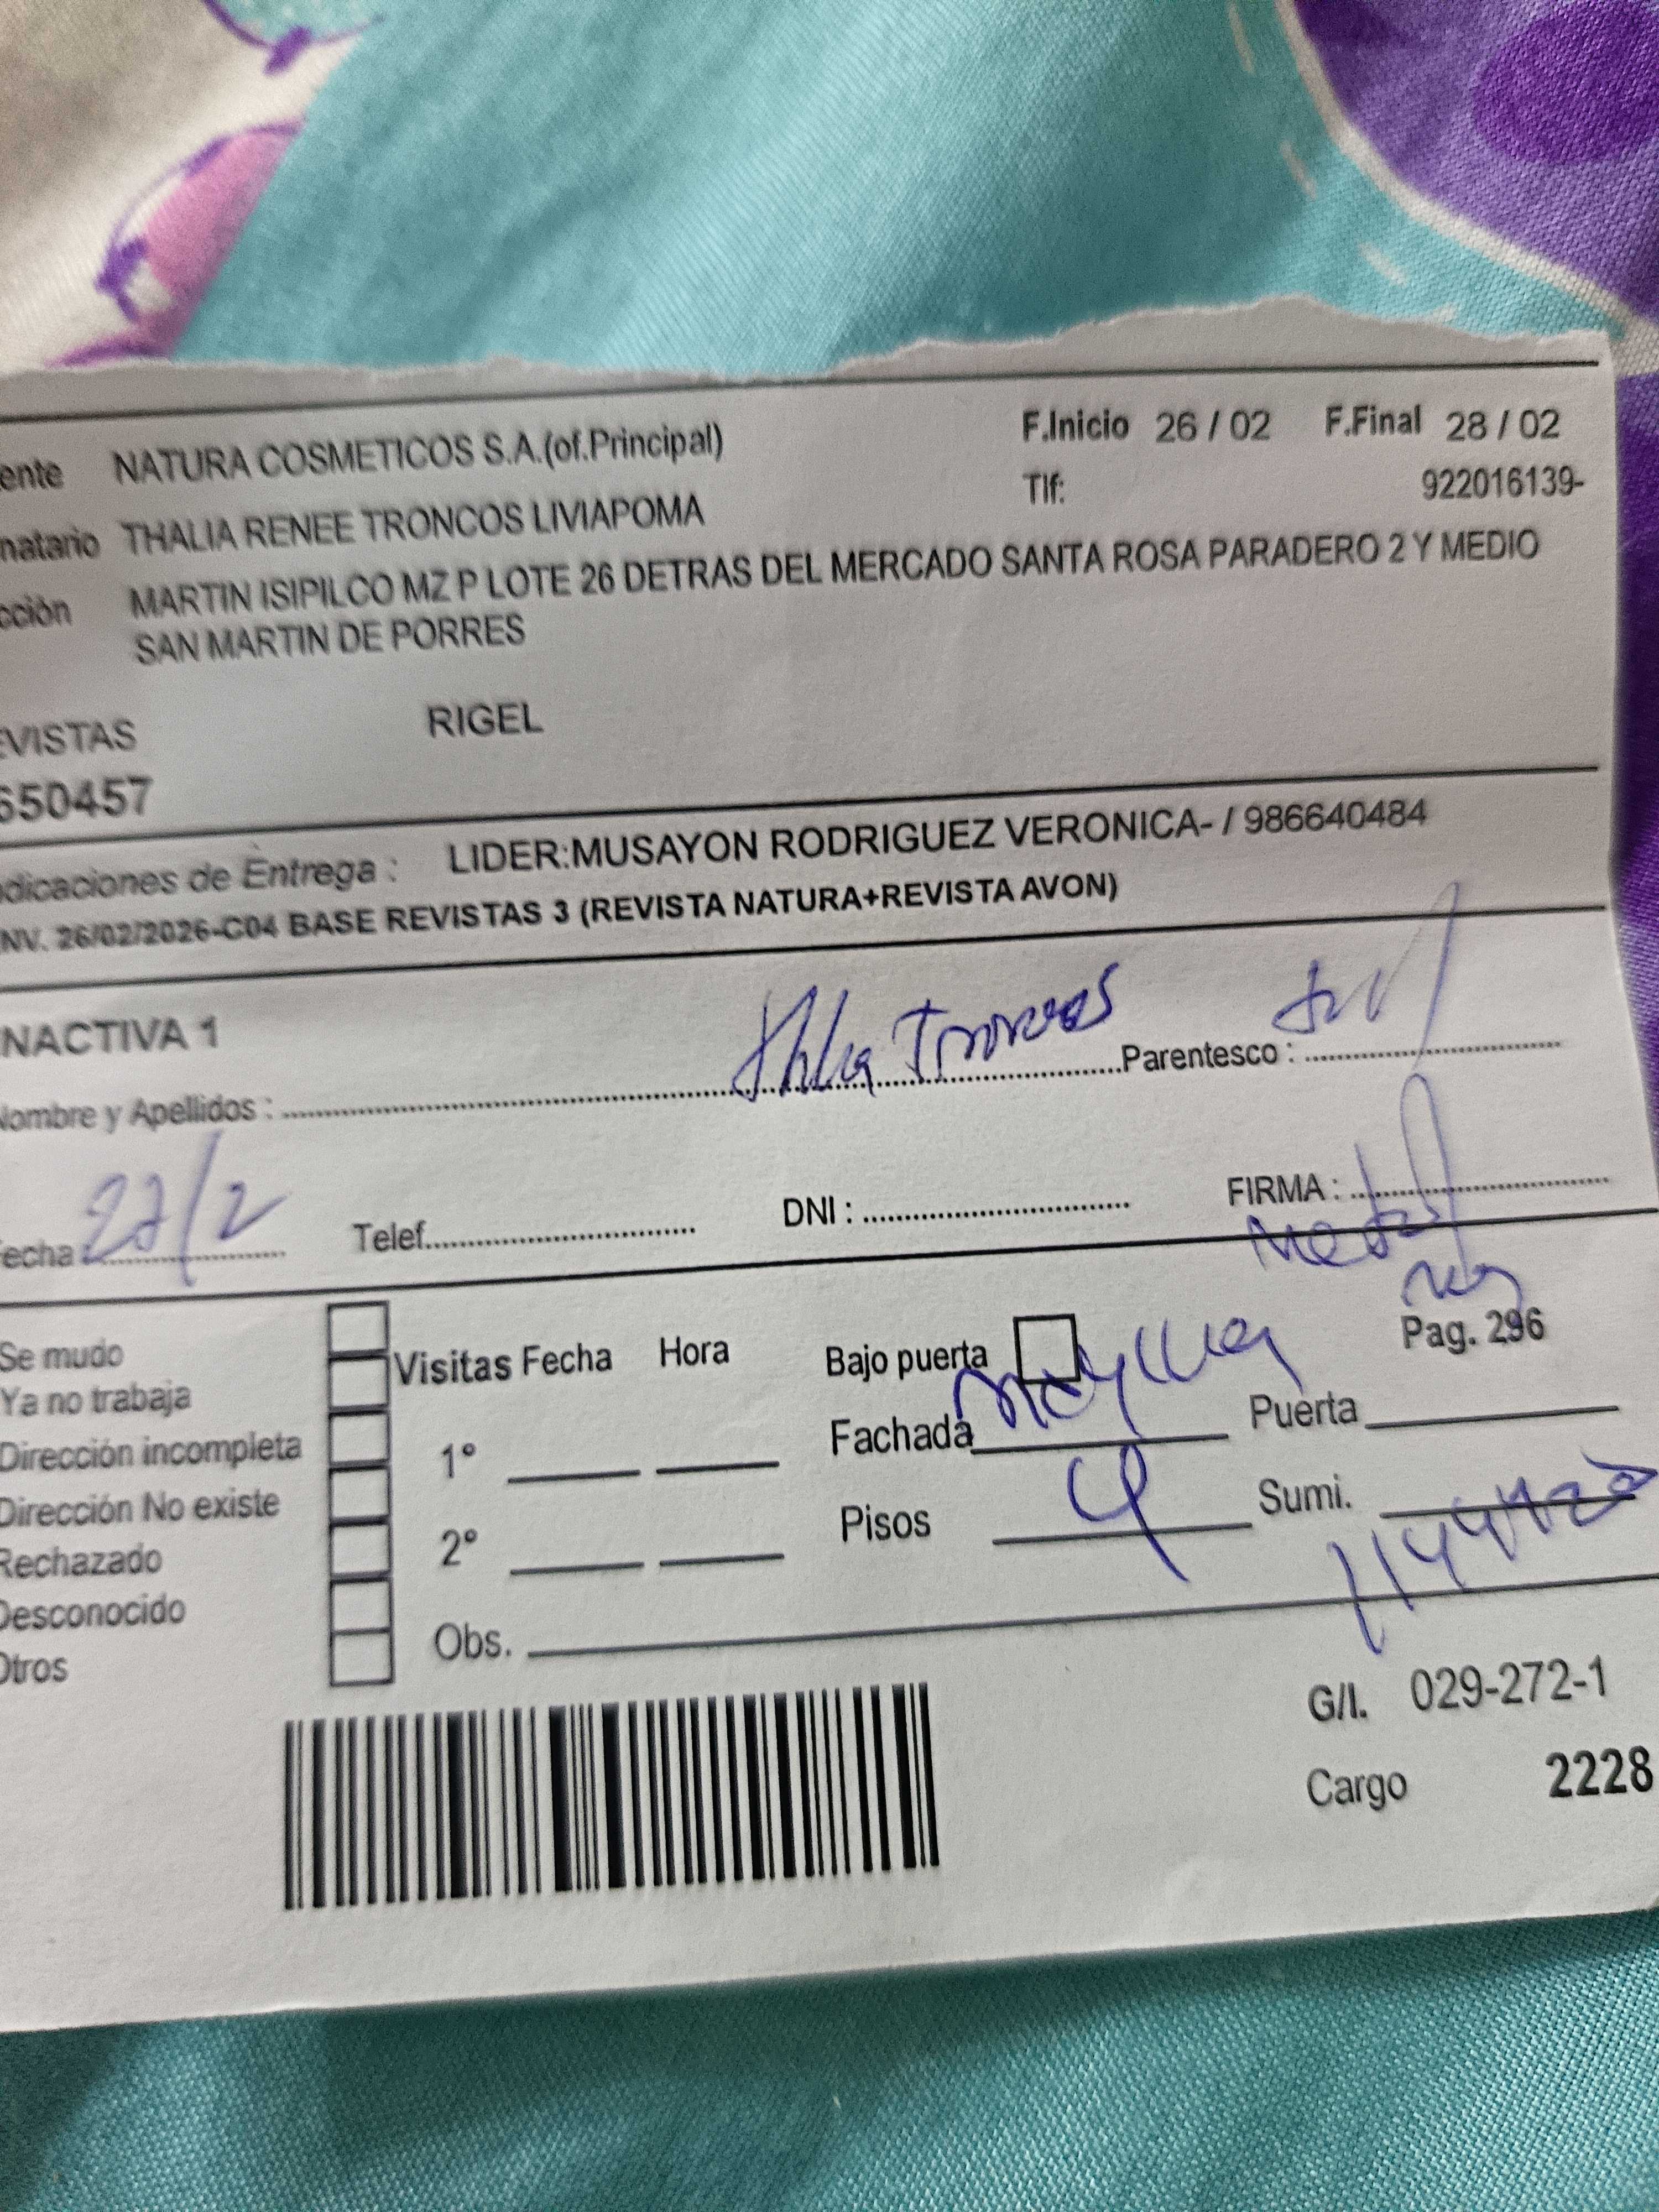 ente NATURA COSMETICOS S.A.(of.Principal) F.Inicio 26 / 02 F.Final 28 / 02
natario THALIA RENEE TRONCOS LIVIAPOMA Tlf: 922016139-
cción MARTIN ISIPILCO MZ P LOTE 26 DETRAS DEL MERCADO SANTA ROSA PARADERO 2 Y MEDIO
SAN MARTIN DE PORRES
EVISTAS RIGEL
650457
ndicaciones de Entrega : LIDER:MUSAYON RODRIGUEZ VERONICA- / 986640484
NV. 26/02/2026-C04 BASE REVISTAS 3 (REVISTA NATURA+REVISTA AVON)
NACTIVA 1
Nombre y Apellidos : Troncos Parentesco :
Fecha 27/2 Telef. DNI : FIRMA :
Se mudo Visitas Fecha Hora Bajo puerta Pag. 296
Ya no trabaja
Dirección incompleta 1° Fachada Puerta
Dirección No existe
Rechazado 2° Pisos 4 Sumi.
Desconocido
Otros Obs.
G/I. 029-272-1
Cargo 2228